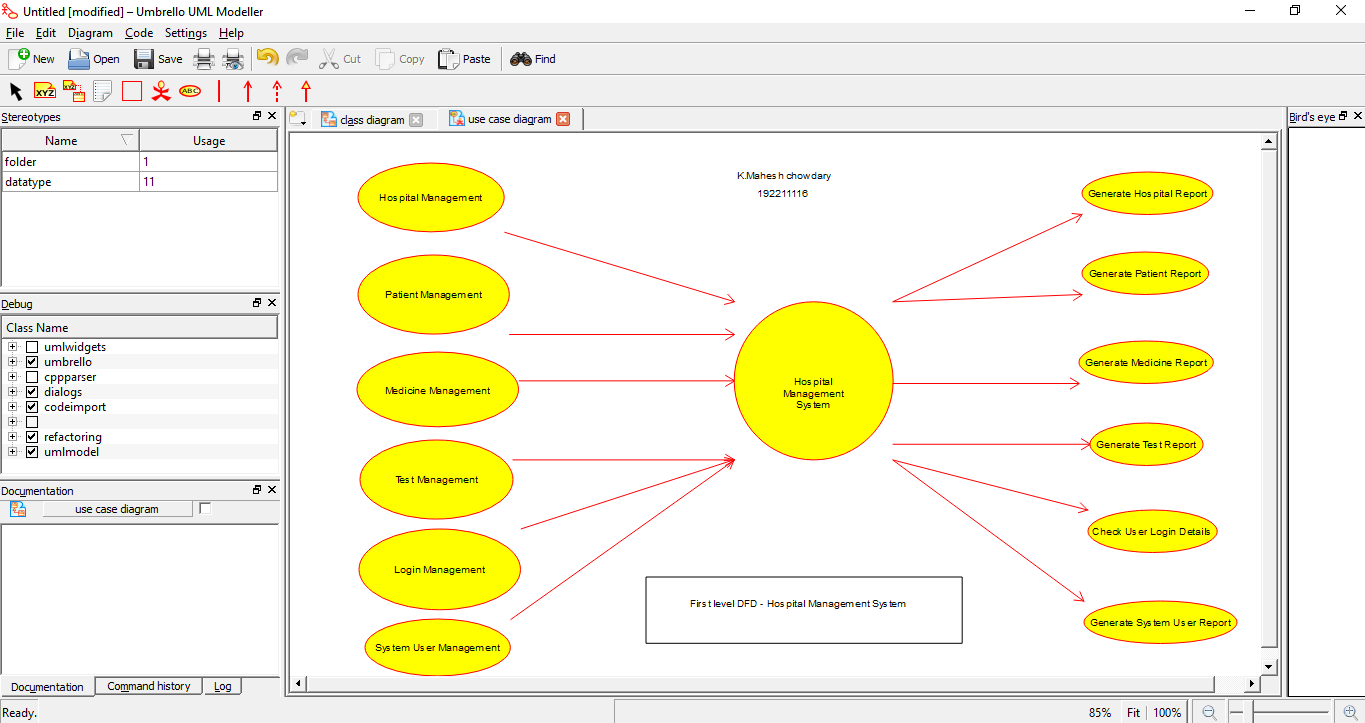 Untitled [modified] – Umbrello UML Modeller
File Edit Diagram Code Settings Help
New Open Save Cut Copy Paste Find
XYZ XYZ ABC
Stereotypes
Name Usage
folder 1
datatype 11
Debug
Class Name
umlwidgets
umbrello
cppparser
dialogs
codeimport
refactoring
umlmodel
Documentation
use case diagram
Documentation Command history Log
class diagram use case diagram
K.Mahesh chowdary
192211116
Hospital Management
Patient Management
Medicine Management
Test Management
Login Management
System User Management
Hospital
Management
System
Generate Hospital Report
Generate Patient Report
Generate Medicine Report
Generate Test Report
Check User Login Details
Generate System User Report
First level DFD - Hospital Management System
Bird's eye
Ready.
85% Fit 100%